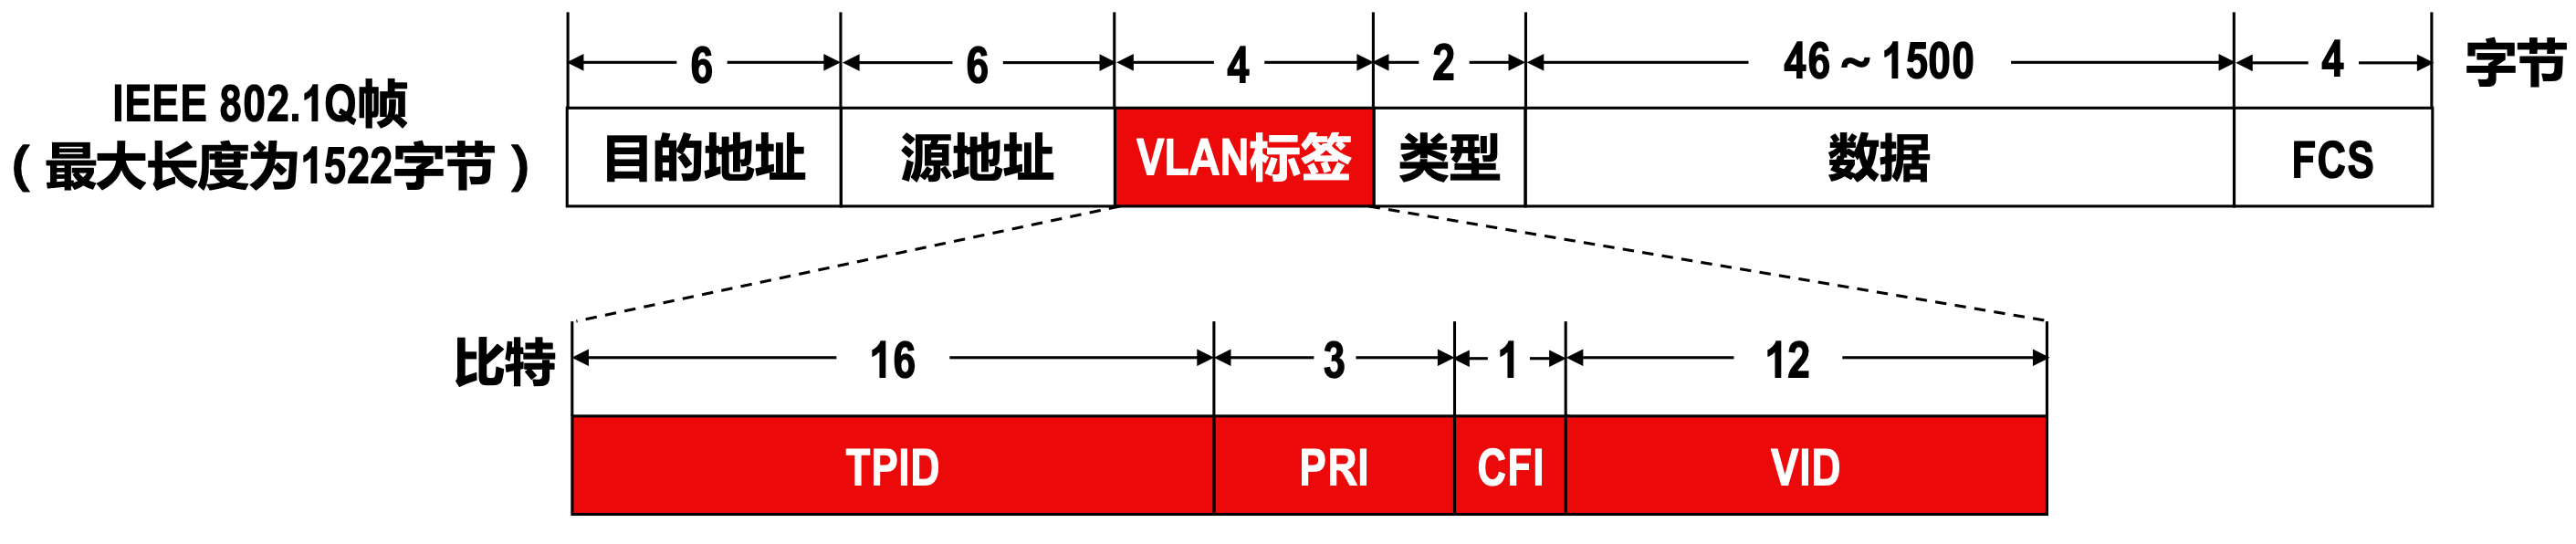 6 6 4 2 46～1500 4 字节
IEEE 802.1Q帧
（最大长度为1522字节）
目的地址 源地址 VLAN标签 类型 数据 FCS
比特 16 3 1 12
TPID PRI CFI VID